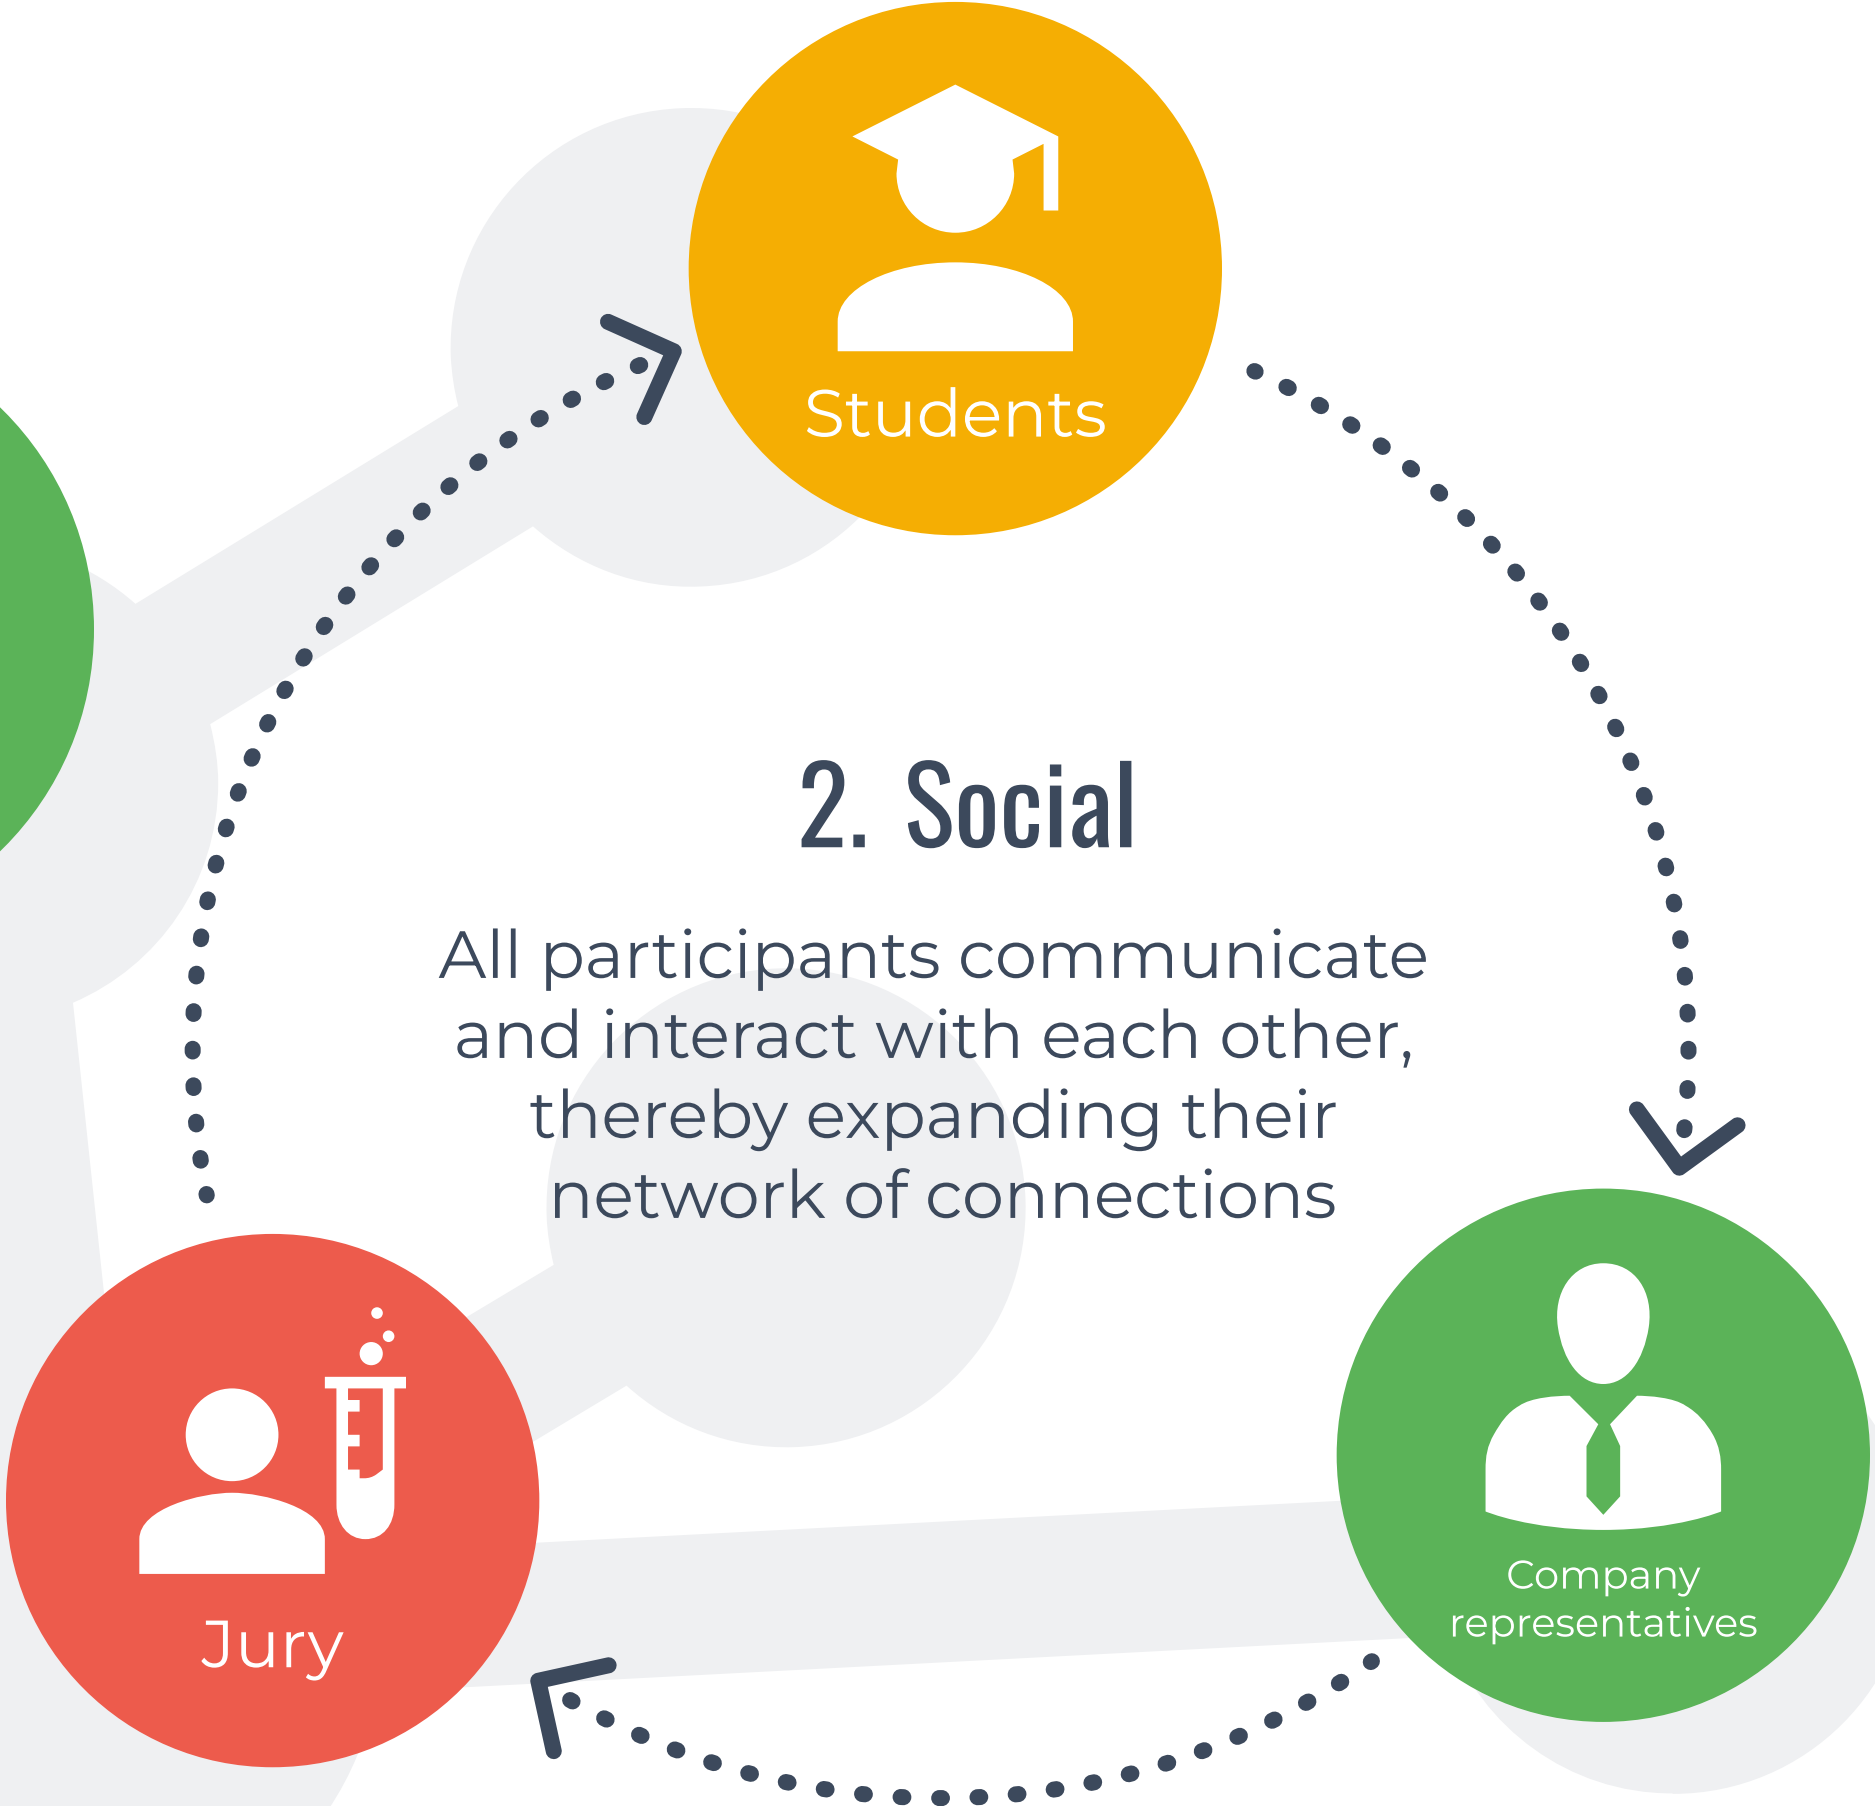 Students
2. Social
All participants communicate
and interact with each other,
thereby expanding their
network of connections
Jury
Company
representatives